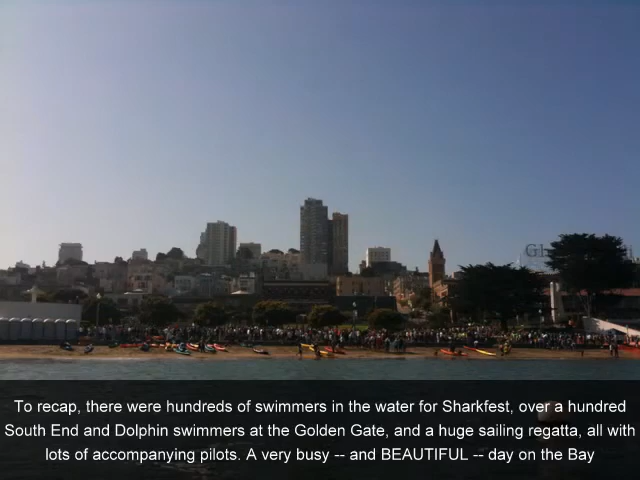 Gh
To recap, there were hundreds of swimmers in the water for Sharkfest, over a hundred
South End and Dolphin swimmers at the Golden Gate, and a huge sailing regatta, all with
lots of accompanying pilots. A very busy -- and BEAUTIFUL -- day on the Bay